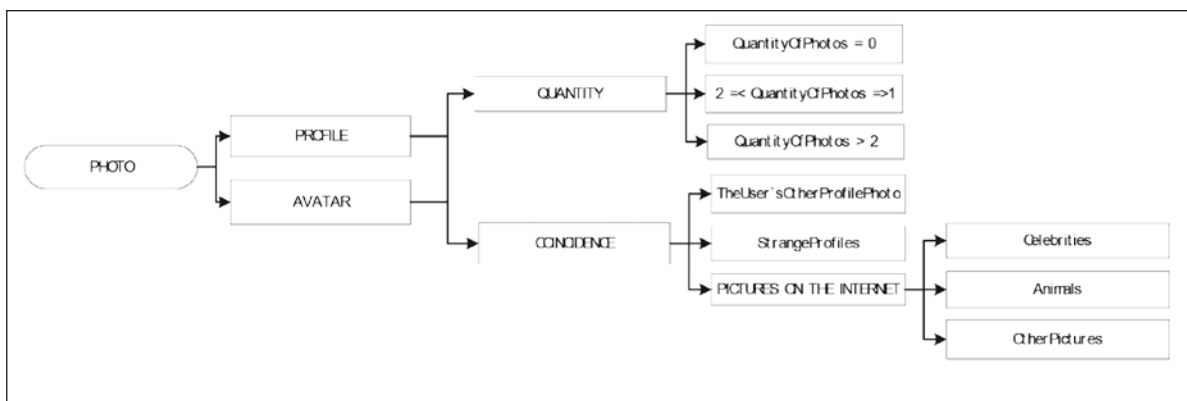 PHOTO
PROFILE
AVATAR
QUANTITY
COINCIDENCE
QuantityOfPhotos = 0
2 =< QuantityOfPhotos =>1
QuantityOfPhotos > 2
TheUser`sOtherProfilePhoto
StrangeProfiles
PICTURES ON THE INTERNET
Celebrities
Animals
OtherPictures